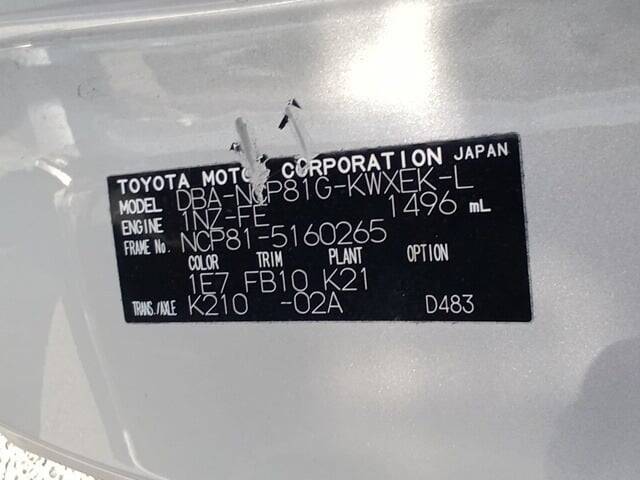 TOYOTA MOTOR CORPORATION JAPAN
MODEL DBA-NCP81G-KWXEK-L
ENGINE 1NZ-FE 1496 mL
FRAME No. NCP81-5160265
COLOR TRIM PLANT OPTION
1E7 FB10 K21
TRANS./AXLE K210 -02A D483